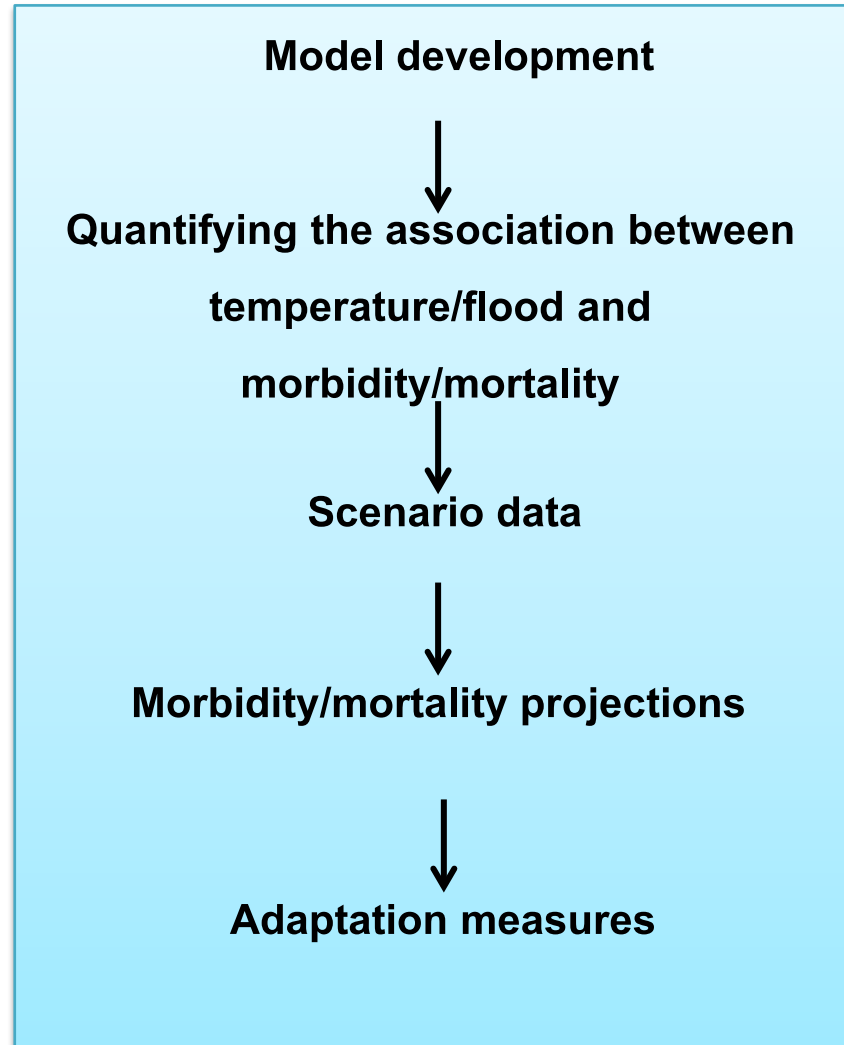 Model development
Quantifying the association between
temperature/flood and
morbidity/mortality
Scenario data
Morbidity/mortality projections
Adaptation measures